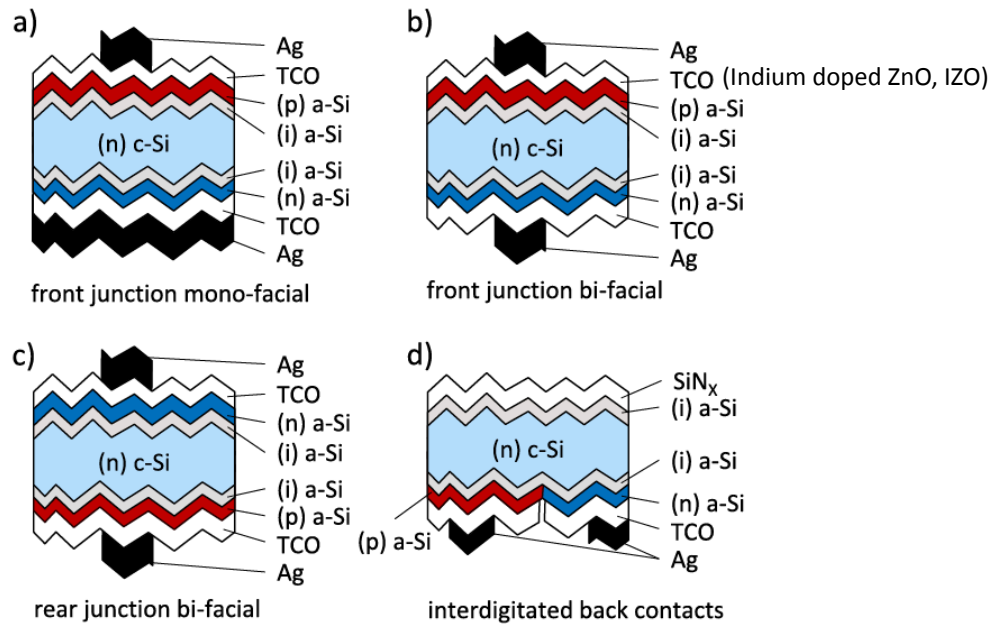 a)
Ag
TCO
(p) a-Si
(i) a-Si
(n) c-Si
(i) a-Si
(n) a-Si
TCO
Ag
front junction mono-facial
b)
Ag
TCO (Indium doped ZnO, IZO)
(p) a-Si
(i) a-Si
(n) c-Si
(i) a-Si
(n) a-Si
TCO
Ag
front junction bi-facial
c)
Ag
TCO
(n) a-Si
(i) a-Si
(n) c-Si
(i) a-Si
(p) a-Si
TCO
Ag
rear junction bi-facial
d)
SiNX
(i) a-Si
(n) c-Si
(i) a-Si
(n) a-Si
TCO
(p) a-Si
Ag
interdigitated back contacts